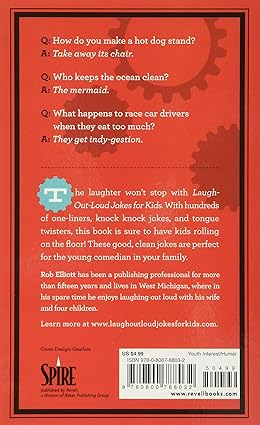 Q: How do you make a hot dog stand?
A: Take away its chair.
Q: Who keeps the ocean clean?
A: The mermaid.
Q: What happens to race car drivers
when they eat too much?
A: They get indy-gestion.
The laughter won't stop with Laugh-
Out-Loud Jokes for Kids. With hundreds
of one-liners, knock knock jokes, and tongue
twisters, this book is sure to have kids rolling
on the floor! These good, clean jokes are perfect
for the young comedian in your family.
Rob Elliott has been a publishing professional for more
than fifteen years and lives in West Michigan, where
in his spare time he enjoys laughing out loud with his wife
and four children.
Learn more at www.laughoutloudjokesforkids.com.
Cover Design: Gearbox
SPIRE
published by Revell,
a division of Baker Publishing Group
US $4.99
Youth Interest/Humor
ISBN 978-0-8007-8803-2
50499
9 780800 788032
www.revellbooks.com